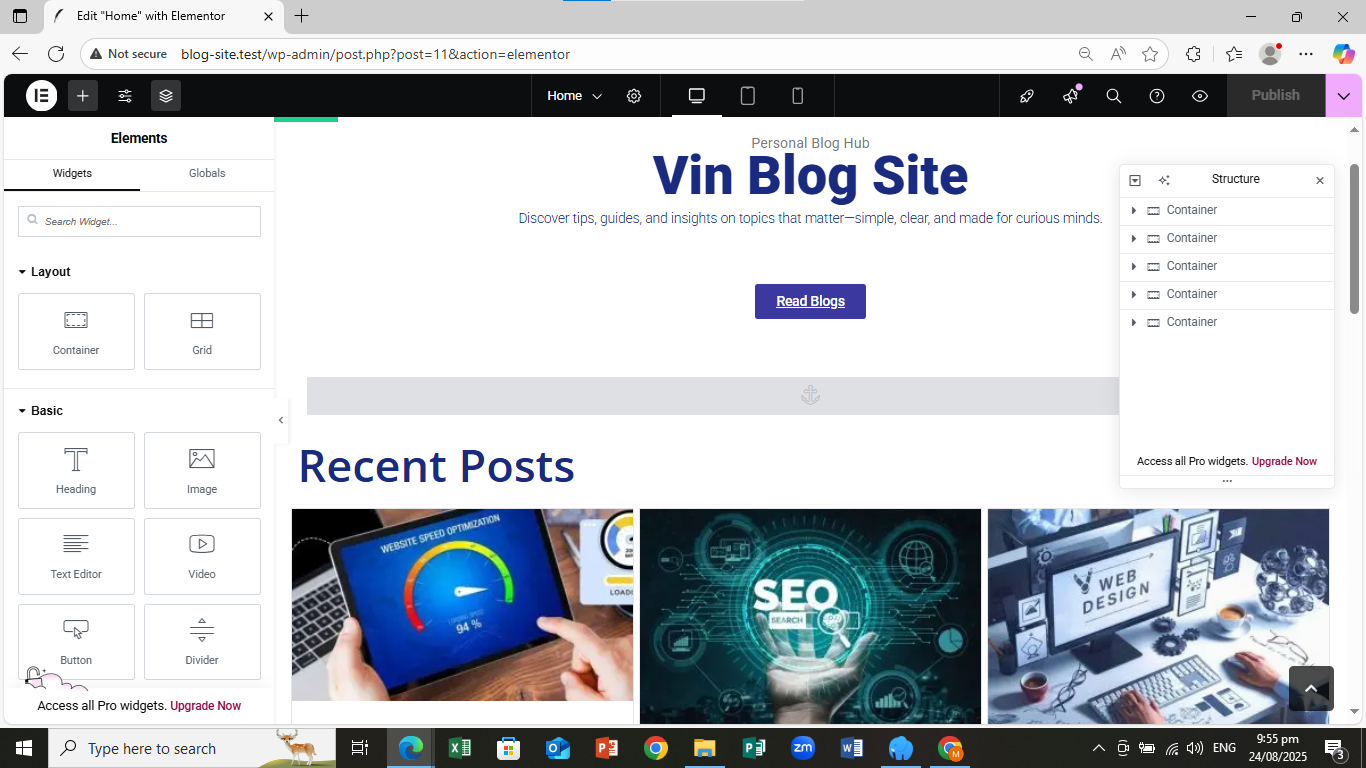 Edit "Home" with Elementor
Not secure
blog-site.test/wp-admin/post.php?post=11&action=elementor
Home
Publish
Elements
Widgets
Globals
Search Widget...
Layout
Container
Grid
Basic
Heading
Image
Text Editor
Video
Button
Divider
Access all Pro widgets. Upgrade Now
Personal Blog Hub
Vin Blog Site
Discover tips, guides, and insights on topics that matter—simple, clear, and made for curious minds.
Read Blogs
Recent Posts
WEBSITE SPEED OPTIMIZATION
LOADING SPEED
94 %
SEO
SEARCH
WEB
DESIGN
Structure
Container
Container
Container
Container
Container
Access all Pro widgets. Upgrade Now
Type here to search
zm
ENG
9:55 pm
24/08/2025
3